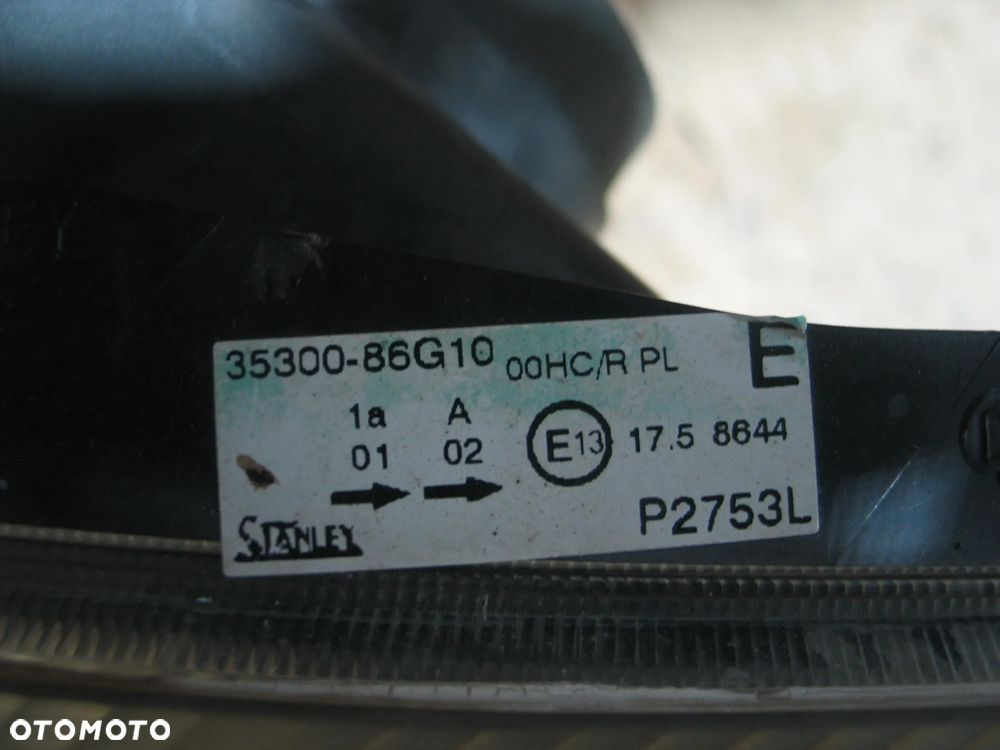 35300-86G10 00HC/R PL E
1a A
01 02 E13 17.5 8644
STANLEY P2753L
OTOMOTO